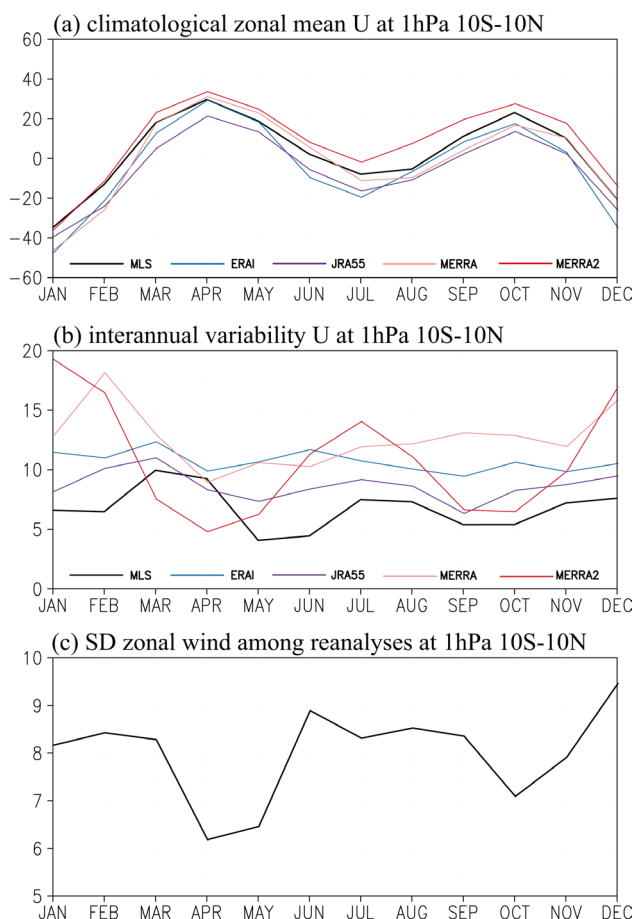 (a) climatological zonal mean U at 1hPa 10S-10N
60
40
20
0
−20
−40
−60
MLS ERAI JRA55 MERRA MERRA2
JAN FEB MAR APR MAY JUN JUL AUG SEP OCT NOV DEC
(b) interannual variability U at 1hPa 10S-10N
20
15
10
5
0
MLS ERAI JRA55 MERRA MERRA2
JAN FEB MAR APR MAY JUN JUL AUG SEP OCT NOV DEC
(c) SD zonal wind among reanalyses at 1hPa 10S-10N
10
9
8
7
6
5
JAN FEB MAR APR MAY JUN JUL AUG SEP OCT NOV DEC